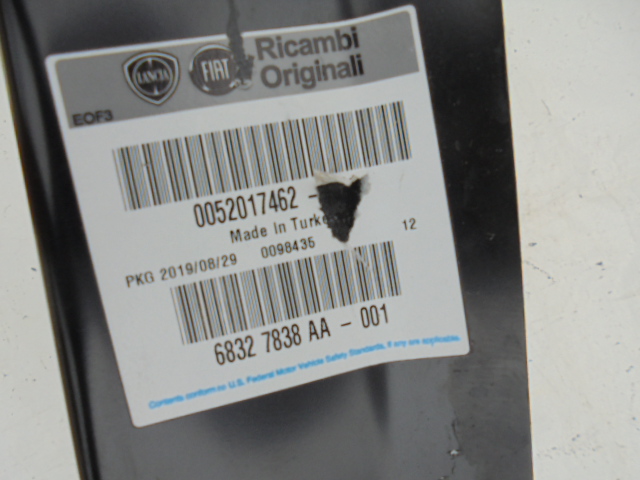 LANCIA FIAT Ricambi
Originali
EOF3
0052017462 -
Made in
PKG 2019/08/29 0098435 12
6832 7838 AA - 001
Contents conform to U.S. Federal Motor Vehicle Safety Standards, if any are applicable.